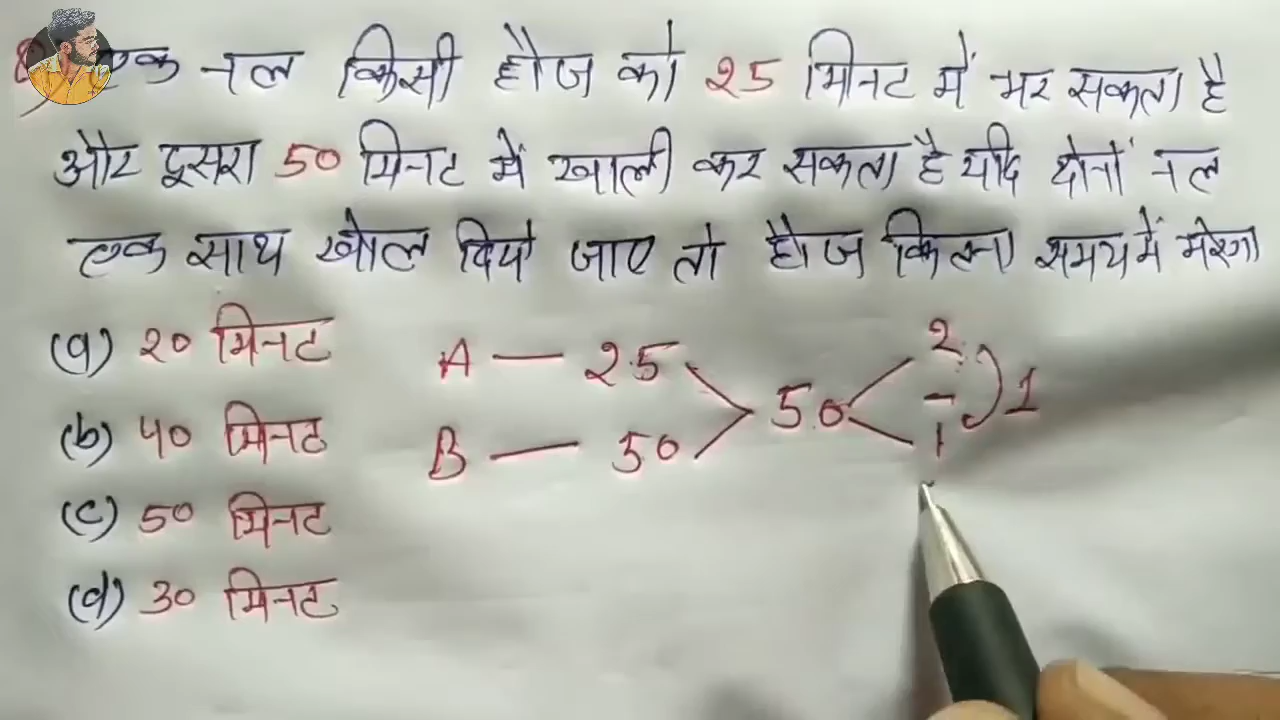 8) एक नल किसी हौज को 25 मिनट में भर सकता है
और दूसरा 50 मिनट में खाली कर सकता है यदि दोनों नल
एक साथ खोल दिये जाए तो हौज कितना समय में भरेगा
(a) 20 मिनट
(b) 40 मिनट
(c) 50 मिनट
(d) 30 मिनट
A — 25
B — 50
50
2
-
1
1